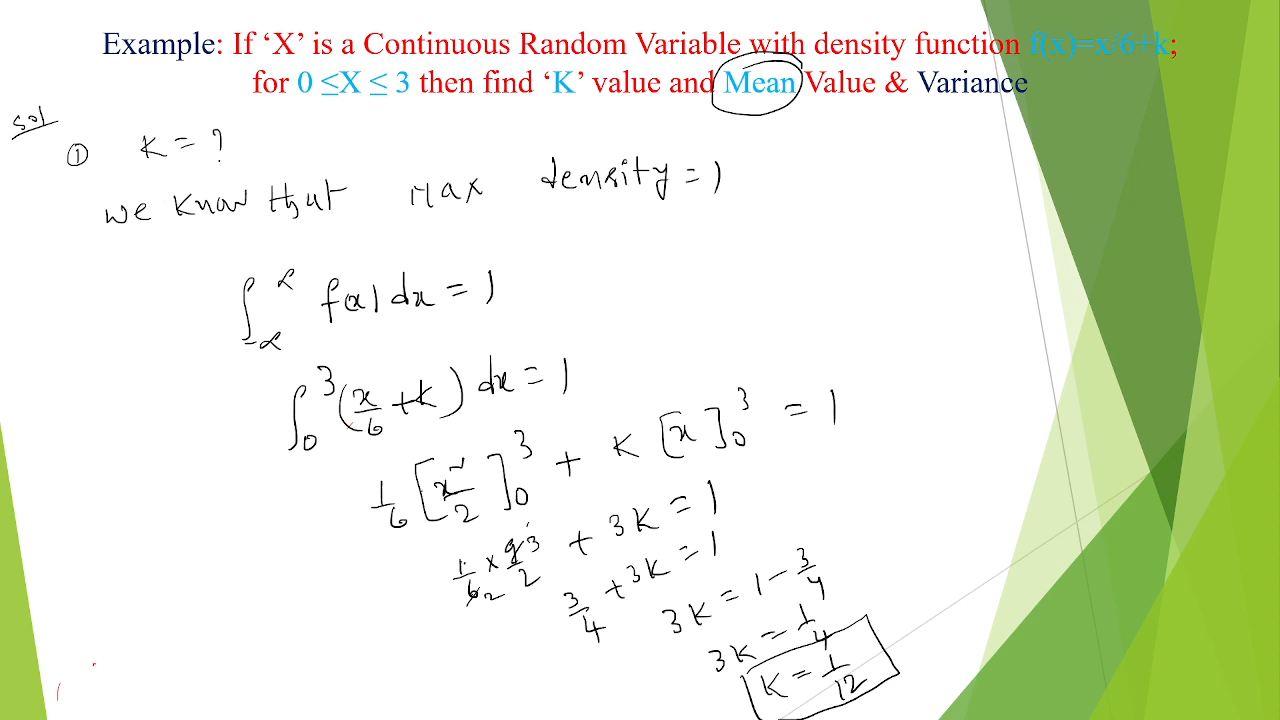 Example: If ‘X’ is a Continuous Random Variable with density function f(x)=x/6+k;
for 0 ≤X ≤ 3 then find ‘K’ value and Mean Value & Variance
Sol
① K = ?
we know that Max density = 1
∫_{-∝}^{∝} f(x) dx = 1
∫_0^3 (x/6 + k) dx = 1
1/6 [x²/2]_0^3 + K [x]_0^3 = 1
1/6 2 × 9 3/2 + 3K = 1
3/4 + 3K = 1
3K = 1 - 3/4
3K = 1/4
K = 1/12